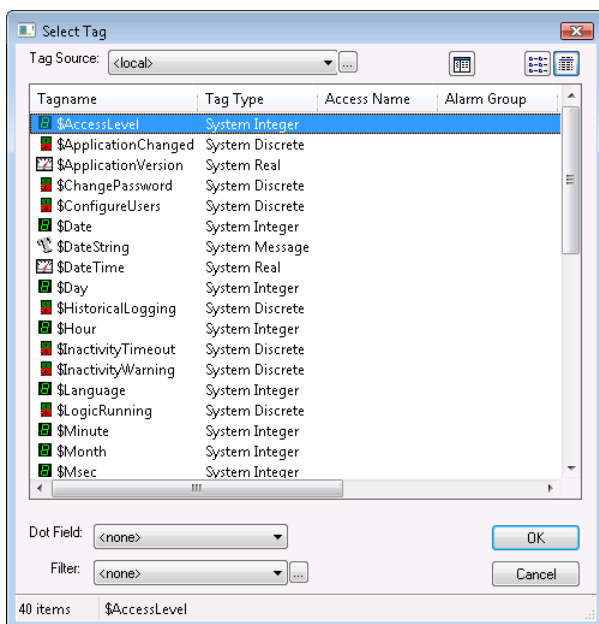 Select Tag
Tag Source: <local> ...
Tagname Tag Type Access Name Alarm Group
$AccessLevel System Integer
$ApplicationChanged System Discrete
$ApplicationVersion System Real
$ChangePassword System Discrete
$ConfigureUsers System Discrete
$Date System Integer
$DateString System Message
$DateTime System Real
$Day System Integer
$HistoricalLogging System Discrete
$Hour System Integer
$InactivityTimeout System Discrete
$InactivityWarning System Discrete
$Language System Integer
$LogicRunning System Discrete
$Minute System Integer
$Month System Integer
$Msec System Integer
Dot Field: <none> OK
Filter: <none> ... Cancel
40 items $AccessLevel